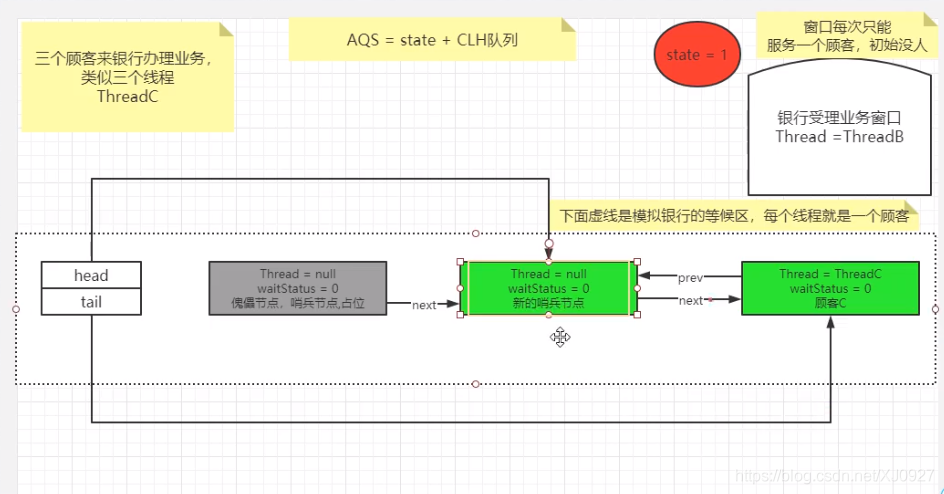 三个顾客来银行办理业务，
类似三个线程
ThreadC
AQS = state + CLH队列
state = 1
窗口每次只能
服务一个顾客，初始没人
银行受理业务窗口
Thread =ThreadB
下面虚线是模拟银行的等候区，每个线程就是一个顾客
head
tail
Thread = null
waitStatus = 0
傀儡节点，哨兵节点,占位
next
Thread = null
waitStatus = 0
新的哨兵节点
prev
next
Thread = ThreadC
waitStatus = 0
顾客C
https://blog.csdn.net/XJ0927